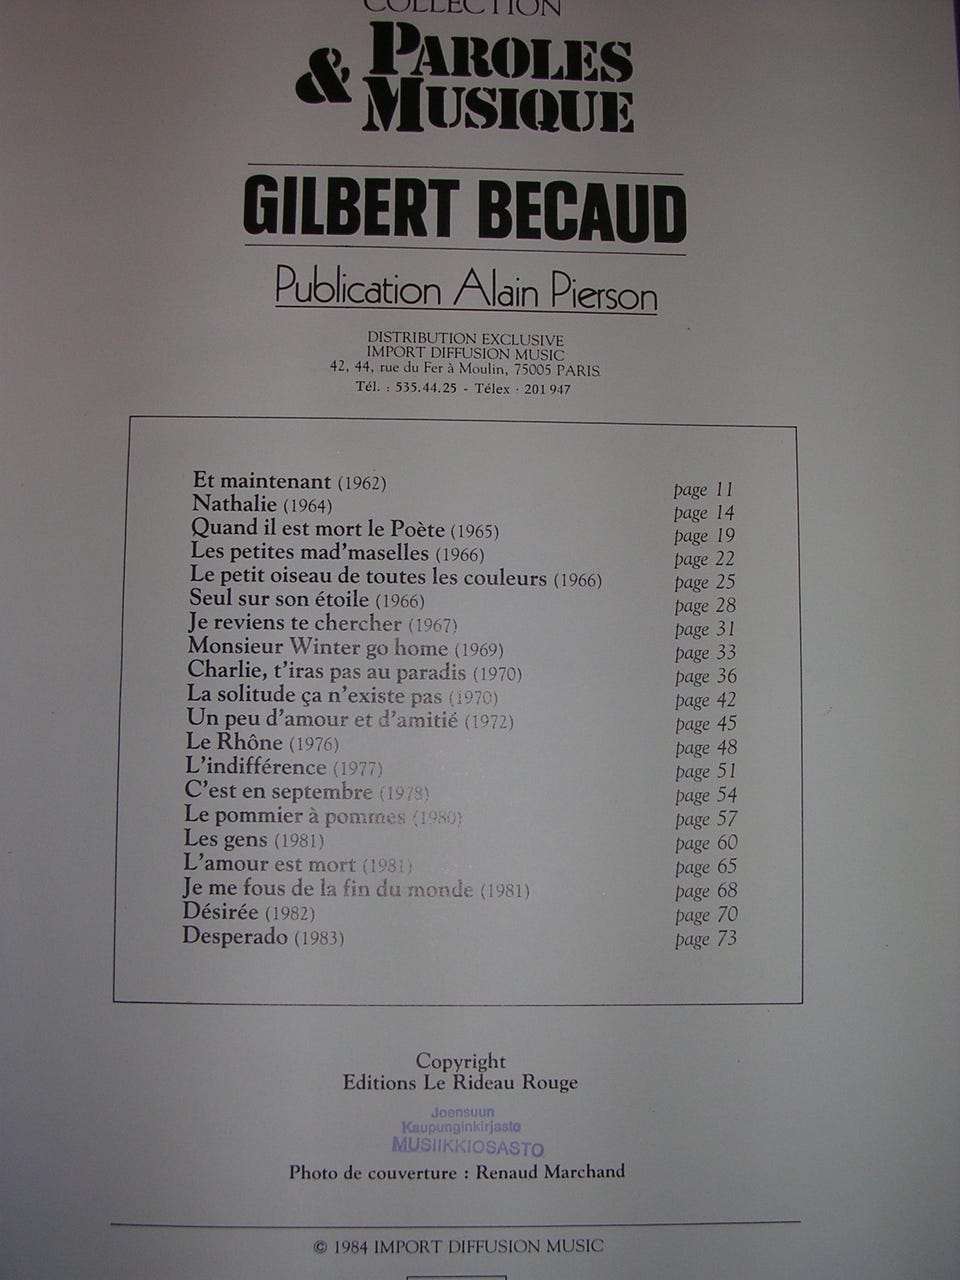 COLLECTION
PAROLES
& MUSIQUE
GILBERT BECAUD
Publication Alain Pierson
DISTRIBUTION EXCLUSIVE
IMPORT DIFFUSION MUSIC
42, 44, rue du Fer à Moulin, 75005 PARIS
Tél. : 535.44.25 - Télex · 201 947
Et maintenant (1962) page 11
Nathalie (1964) page 14
Quand il est mort le Poète (1965) page 19
Les petites mad'maselles (1966) page 22
Le petit oiseau de toutes les couleurs (1966) page 25
Seul sur son étoile (1966) page 28
Je reviens te chercher (1967) page 31
Monsieur Winter go home (1969) page 33
Charlie, t'iras pas au paradis (1970) page 36
La solitude ça n'existe pas (1970) page 42
Un peu d'amour et d'amitié (1972) page 45
Le Rhône (1976) page 48
L'indifférence (1977) page 51
C'est en septembre (1978) page 54
Le pommier à pommes (1980) page 57
Les gens (1981) page 60
L'amour est mort (1981) page 65
Je me fous de la fin du monde (1981) page 68
Désirée (1982) page 70
Desperado (1983) page 73
Copyright
Editions Le Rideau Rouge
Joensuun
Kaupunginkirjasto
MUSIIKKIOSASTO
Photo de couverture : Renaud Marchand
© 1984 IMPORT DIFFUSION MUSIC